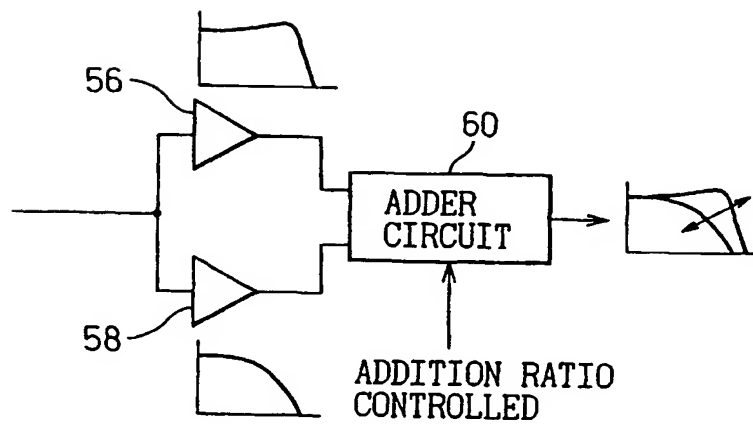 56
60
ADDER
CIRCUIT
58
ADDITION RATIO
CONTROLLED